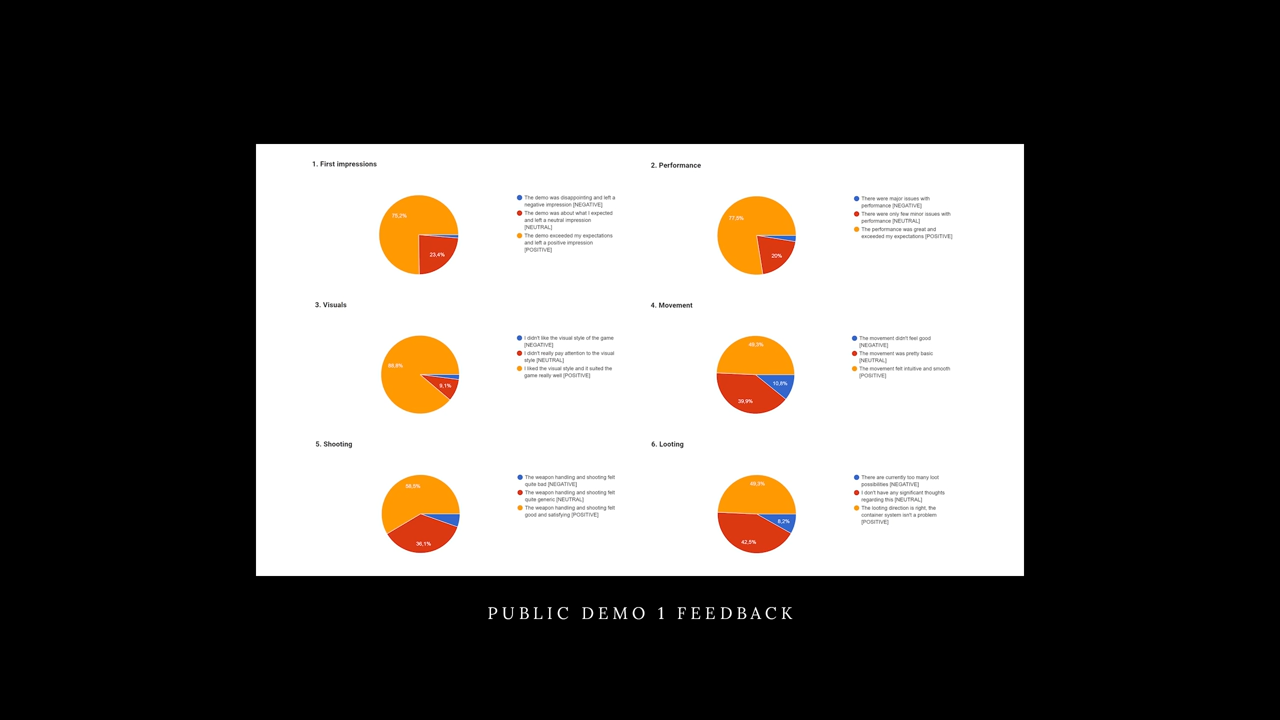 1. First impressions
75,2%
23,4%
The demo was disappointing and left a
negative impression [NEGATIVE]
The demo was about what I expected
and left a neutral impression
[NEUTRAL]
The demo exceeded my expectations
and left a positive impression
[POSITIVE]
2. Performance
20%
There were major issues with
performance [NEGATIVE]
There were only few minor issues with
performance [NEUTRAL]
The performance was great and
exceeded my expectations [POSITIVE]
3. Visuals
9,1%
I didn't like the visual style of the game
[NEGATIVE]
I didn't really pay attention to the visual
style [NEUTRAL]
I liked the visual style and it suited the
game really well [POSITIVE]
4. Movement
49,3%
10,8%
39,9%
The movement didn't feel good
[NEGATIVE]
The movement was pretty basic
[NEUTRAL]
The movement felt intuitive and smooth
[POSITIVE]
5. Shooting
36,1%
The weapon handling and shooting felt
quite bad [NEGATIVE]
The weapon handling and shooting felt
quite generic [NEUTRAL]
The weapon handling and shooting felt
good and satisfying [POSITIVE]
6. Looting
49,3%
8,2%
42,5%
There are currently too many loot
possibilities [NEGATIVE]
I don't have any significant thoughts
regarding this [NEUTRAL]
The looting direction is right, the
container system isn't a problem
[POSITIVE]
PUBLIC DEMO 1 FEEDBACK